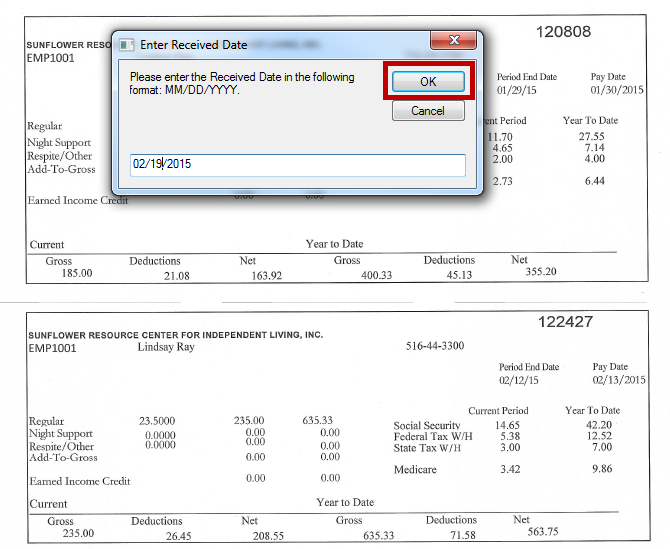 120808
SUNFLOWER RESO
EMP1001
Enter Received Date
Please enter the Received Date in the following
format: MM/DD/YYYY.
OK
Cancel
02/19/2015
Period End Date Pay Date
01/29/15 01/30/2015
ent Period Year To Date
Regular 11.70 27.55
Night Support 4.65 7.14
Respite/Other 2.00 4.00
Add-To-Gross
2.73 6.44
Earned Income Credit 0.00 0.00
Current Year to Date
Gross Deductions Net Gross Deductions Net
185.00 21.08 163.92 400.33 45.13 355.20
122427
SUNFLOWER RESOURCE CENTER FOR INDEPENDENT LIVING, INC.
EMP1001 Lindsay Ray 516-44-3300
Period End Date Pay Date
02/12/15 02/13/2015
Current Period Year To Date
Regular 23.5000 235.00 635.33 Social Security 14.65 42.20
Night Support 0.0000 0.00 0.00 Federal Tax W/H 5.38 12.52
Respite/Other 0.0000 0.00 0.00 State Tax W/H 3.00 7.00
Add-To-Gross 0.00 0.00
Medicare 3.42 9.86
Earned Income Credit 0.00 0.00
Current Year to Date
Gross Deductions Net Gross Deductions Net
235.00 26.45 208.55 635.33 71.58 563.75